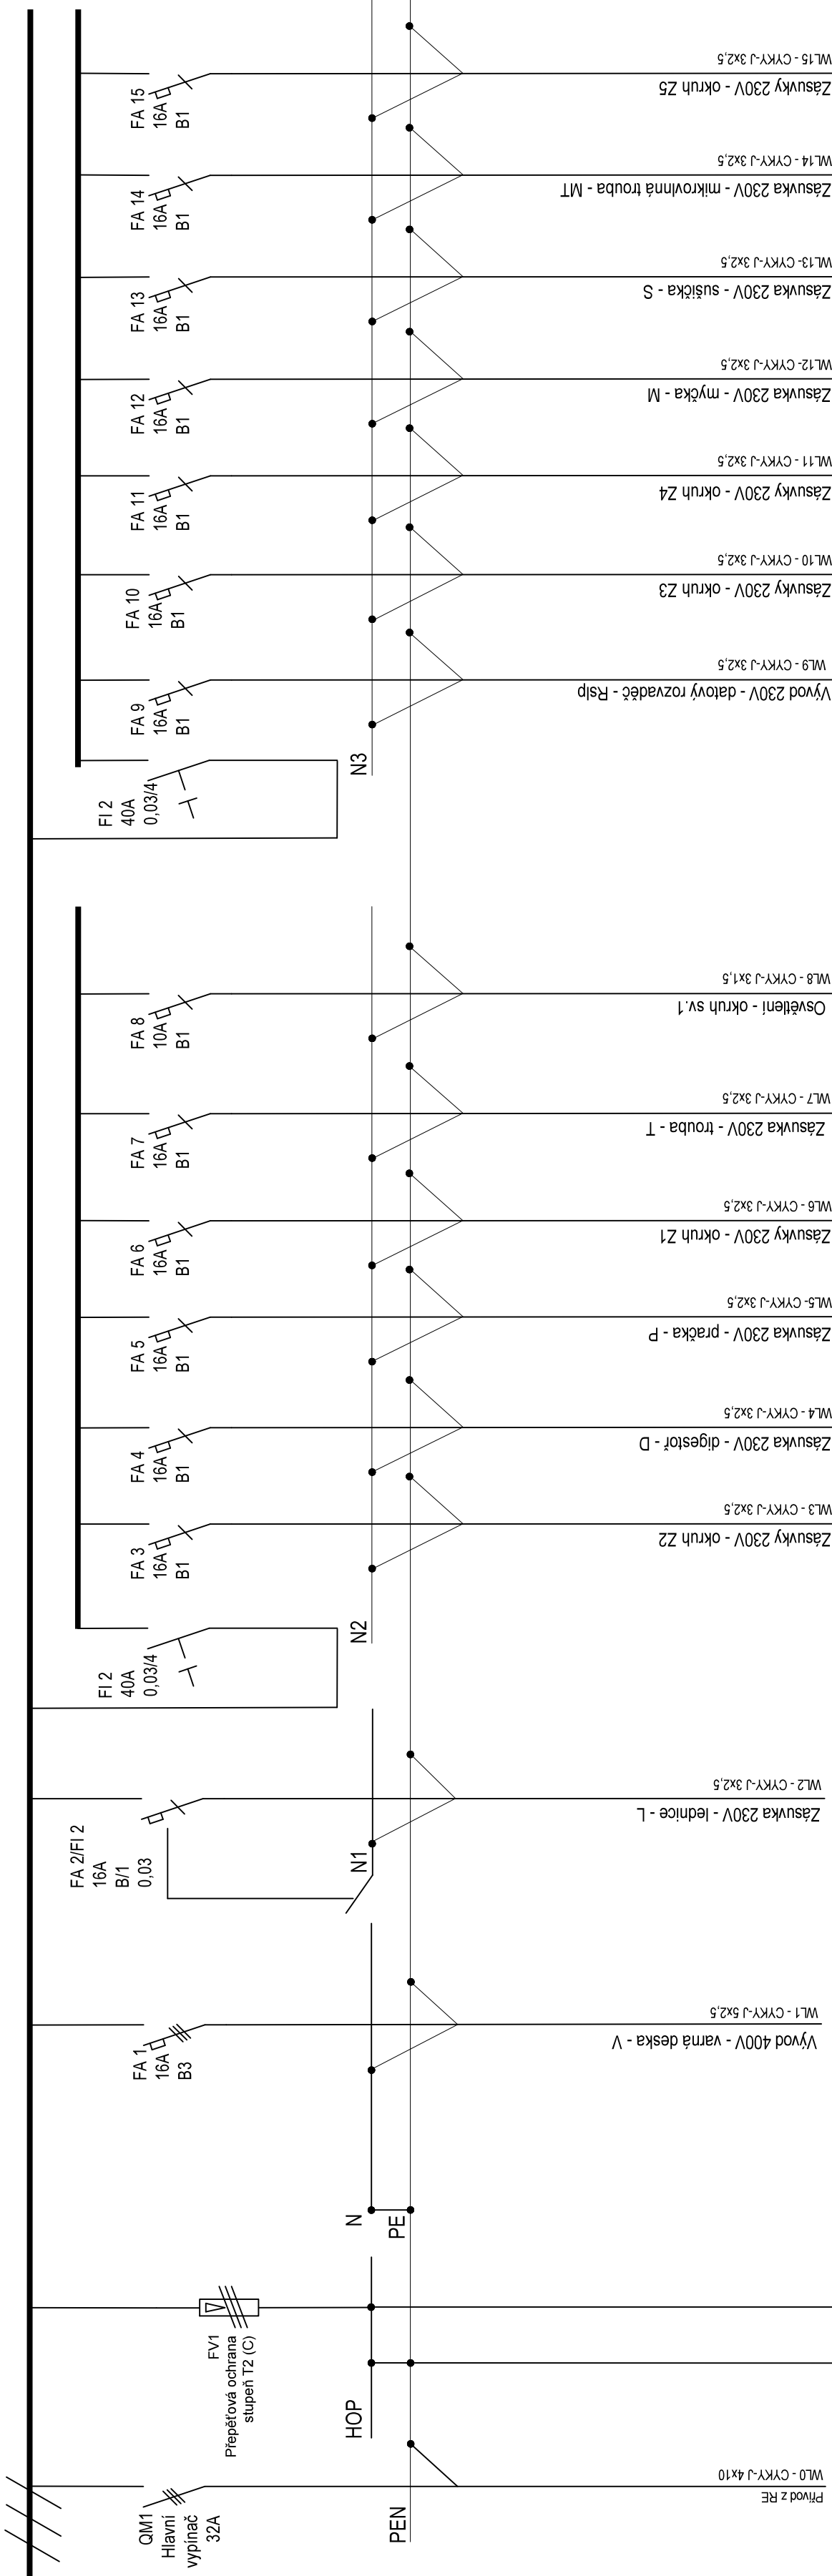 FA 15
16A
B1
WL15 - CYKY-J 3x2,5
Zásuvky 230V - okruh Z5
FA 14
16A
B1
WL14 - CYKY-J 3x2,5
Zásuvka 230V - mikrovlnná trouba - MT
FA 13
16A
B1
WL13- CYKY-J 3x2,5
Zásuvka 230V - sušička - S
FA 12
16A
B1
WL12- CYKY-J 3x2,5
Zásuvka 230V - myčka - M
FA 11
16A
B1
WL11 - CYKY-J 3x2,5
Zásuvky 230V - okruh Z4
FA 10
16A
B1
WL10 - CYKY-J 3x2,5
Zásuvky 230V - okruh Z3
FA 9
16A
B1
WL9 - CYKY-J 3x2,5
Vývod 230V - datový rozvaděč - Rslp
N3
FI 2
40A
0,03/4
FA 8
10A
B1
WL8 - CYKY-J 3x1,5
Osvětlení - okruh sv.1
FA 7
16A
B1
WL7 - CYKY-J 3x2,5
Zásuvka 230V - trouba - T
FA 6
16A
B1
WL6 - CYKY-J 3x2,5
Zásuvky 230V - okruh Z1
FA 5
16A
B1
WL5- CYKY-J 3x2,5
Zásuvka 230V - pračka - P
FA 4
16A
B1
WL4 - CYKY-J 3x2,5
Zásuvka 230V - digestoř - D
FA 3
16A
B1
WL3 - CYKY-J 3x2,5
Zásuvky 230V - okruh Z2
N2
FI 2
40A
0,03/4
FA 2/FI 2
16A
B/1
0,03
N1
WL2 - CYKY-J 3x2,5
Zásuvka 230V - lednice - L
FA 1
16A
B3
WL1 - CYKY-J 5x2,5
Vývod 400V - varná deska - V
N
PE
FV1
Přepěťová ochrana
stupeň T2 (C)
HOP
QM1
Hlavní
vypínač
32A
PEN
WL0 - CYKY-J 4x10
Přívod z RE